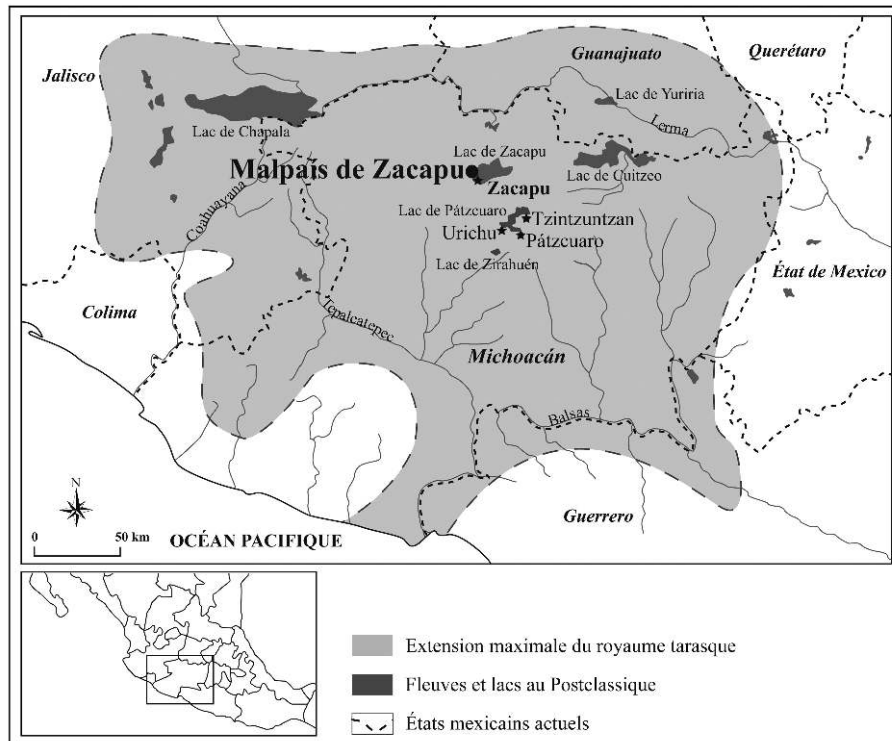 Guanajuato
Querétaro
Jalisco
Lac de Yuriria
Lerma
Lac de Chapala
Lac de Zacapu
Malpaís de Zacapu
Zacapu
Lac de Cuitzeo
Coahuayana
Lac de Pátzcuaro
Tzintzuntzan
Urichu
Pátzcuaro
Lac de Zirahuén
État de Mexico
Colima
Tepalcatepec
Michoacán
Balsas
N
Guerrero
0
50 km
OCÉAN PACIFIQUE
Extension maximale du royaume tarasque
Fleuves et lacs au Postclassique
États mexicains actuels